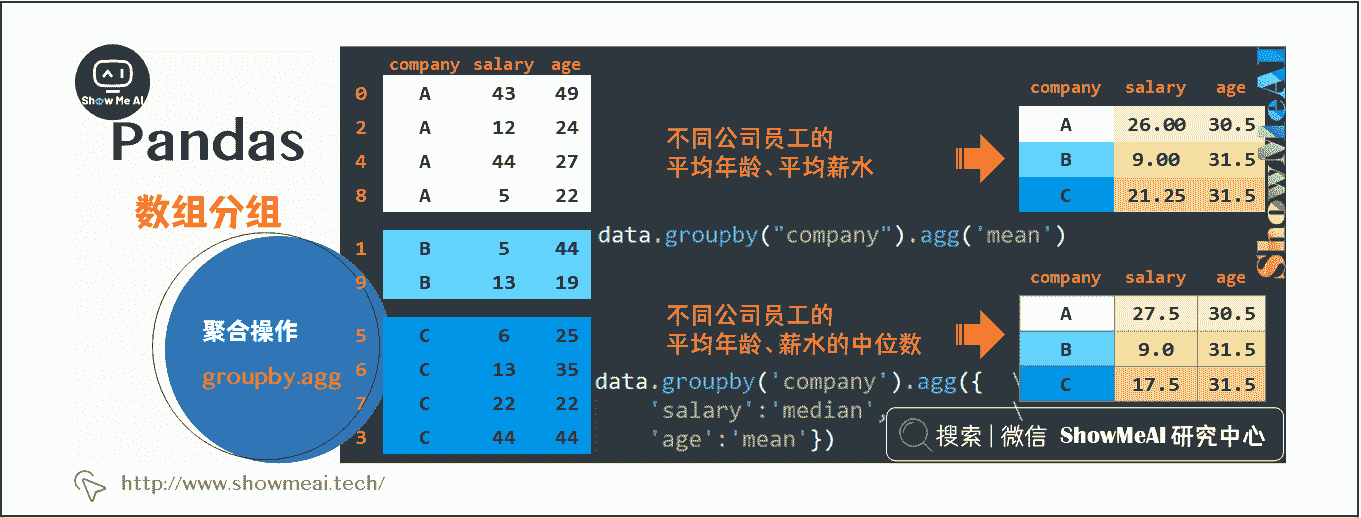 Show Me AI
Pandas
数组分组
聚合操作
groupby.agg
http://www.showmeai.tech/
company salary age
0 A 43 49
2 A 12 24
4 A 44 27
8 A 5 22
1 B 5 44
9 B 13 19
5 C 6 25
6 C 13 35
7 C 22 22
3 C 44 44
不同公司员工的
平均年龄、平均薪水
data.groupby("company").agg('mean')
company salary age
A 26.00 30.5
B 9.00 31.5
C 21.25 31.5
不同公司员工的
平均年龄、薪水的中位数
data.groupby('company').agg({ \
'salary':'median', \
'age':'mean'})
company salary age
A 27.5 30.5
B 9.0 31.5
C 17.5 31.5
搜索 | 微信 ShowMeAI 研究中心
ShowMeAI